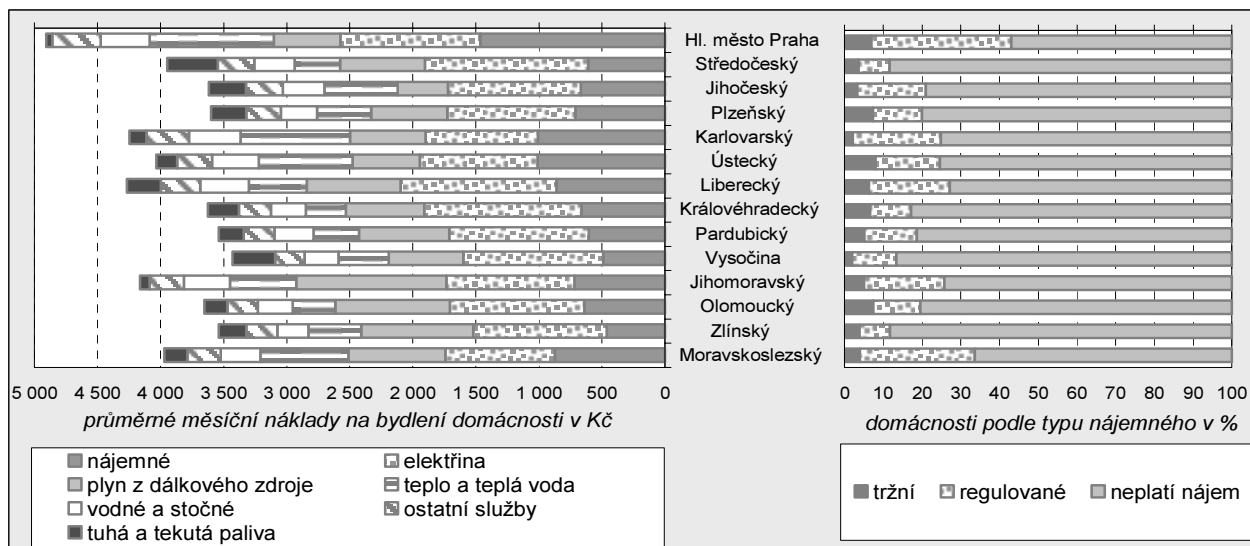 Hl. město Praha
Středočeský
Jihočeský
Plzeňský
Karlovarský
Ústecký
Liberecký
Královéhradecký
Pardubický
Vysočina
Jihomoravský
Olomoucký
Zlínský
Moravskoslezský
5 000 4 500 4 000 3 500 3 000 2 500 2 000 1 500 1 000 500 0
0 10 20 30 40 50 60 70 80 90 100
průměrné měsíční náklady na bydlení domácnosti v Kč
domácnosti podle typu nájemného v %
nájemné
elektřina
plyn z dálkového zdroje
teplo a teplá voda
vodné a stočné
ostatní služby
tuhá a tekutá paliva
tržní
regulované
neplatí nájem